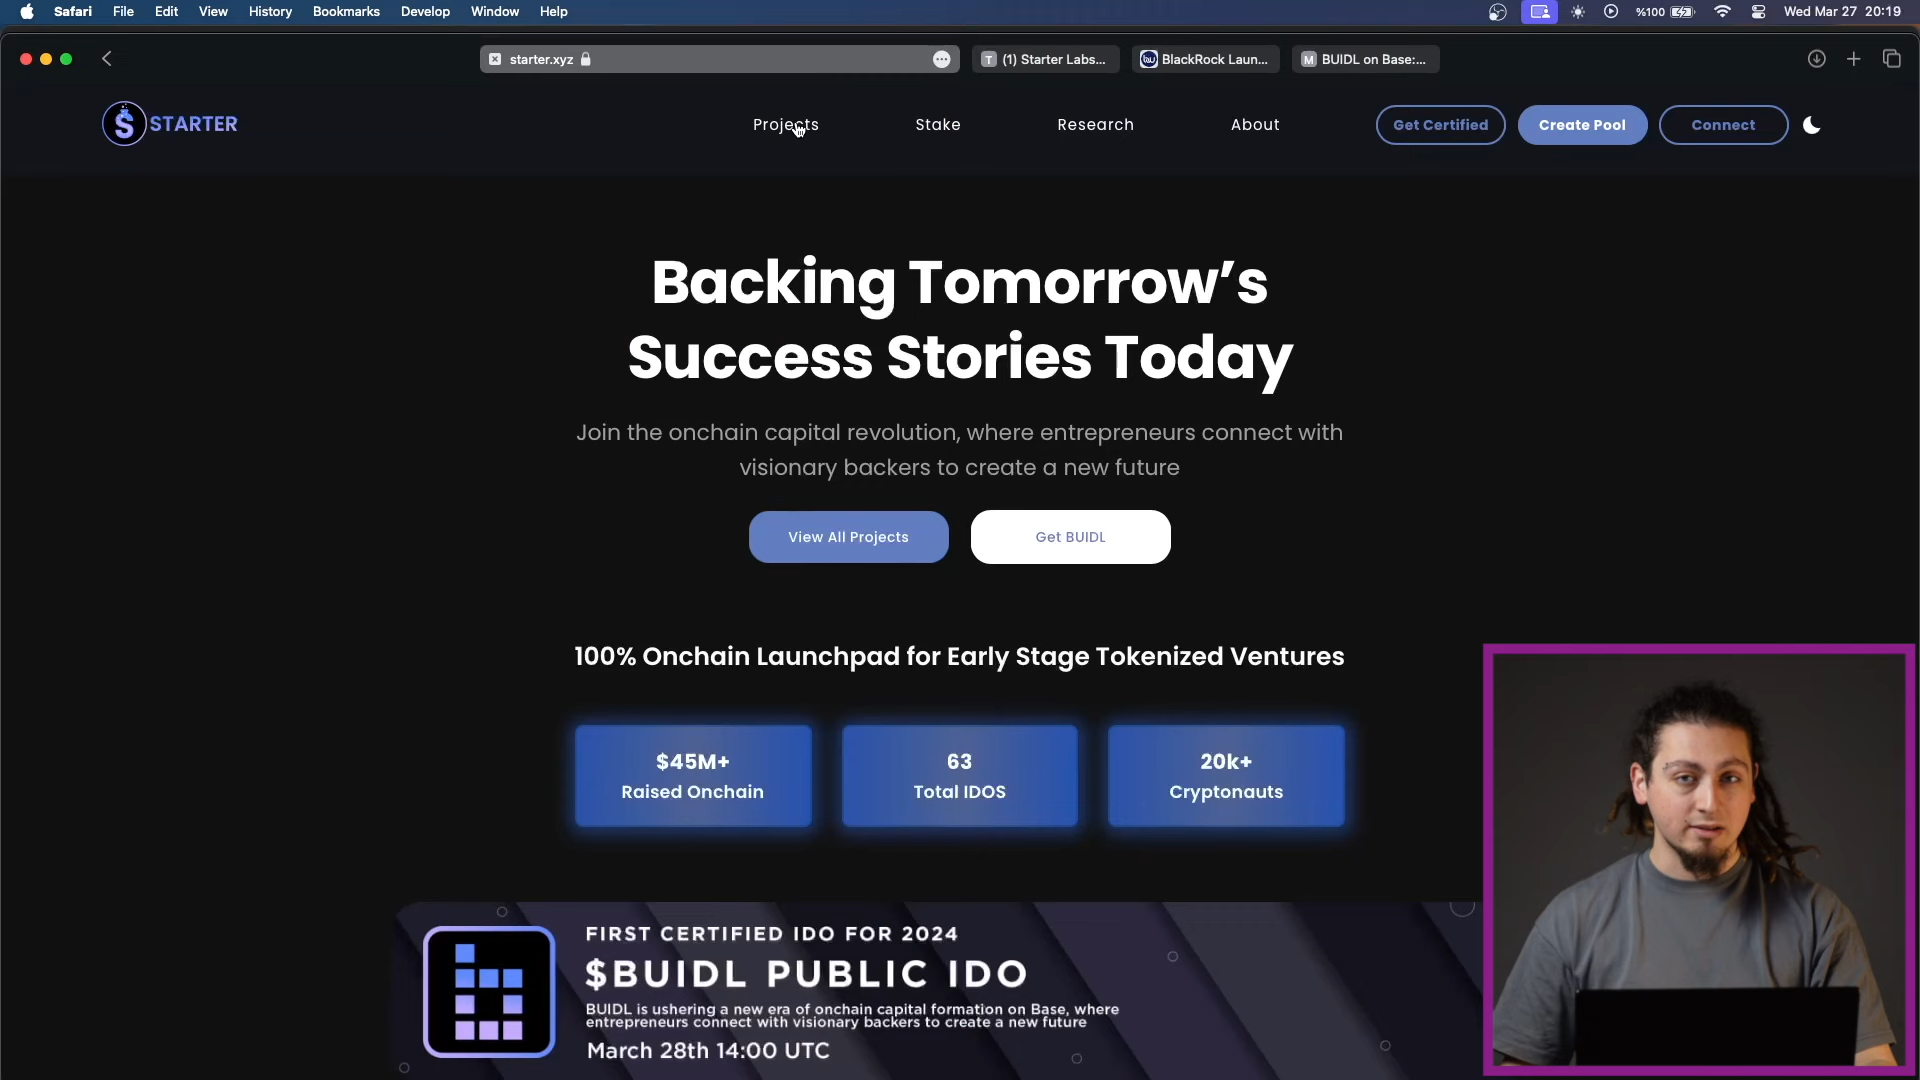 Safari File Edit View History Bookmarks Develop Window Help %100 Wed Mar 27 20:19
starter.xyz T (1) Starter Labs... BlackRock Laun... M BUIDL on Base:...
STARTER Projects Stake Research About Get Certified Create Pool Connect
Backing Tomorrow’s
Success Stories Today
Join the onchain capital revolution, where entrepreneurs connect with
visionary backers to create a new future
View All Projects Get BUIDL
100% Onchain Launchpad for Early Stage Tokenized Ventures
$45M+ 63 20k+
Raised Onchain Total IDOS Cryptonauts
FIRST CERTIFIED IDO FOR 2024
$BUIDL PUBLIC IDO
BUIDL is ushering a new era of onchain capital formation on Base, where
entrepreneurs connect with visionary backers to create a new future
March 28th 14:00 UTC